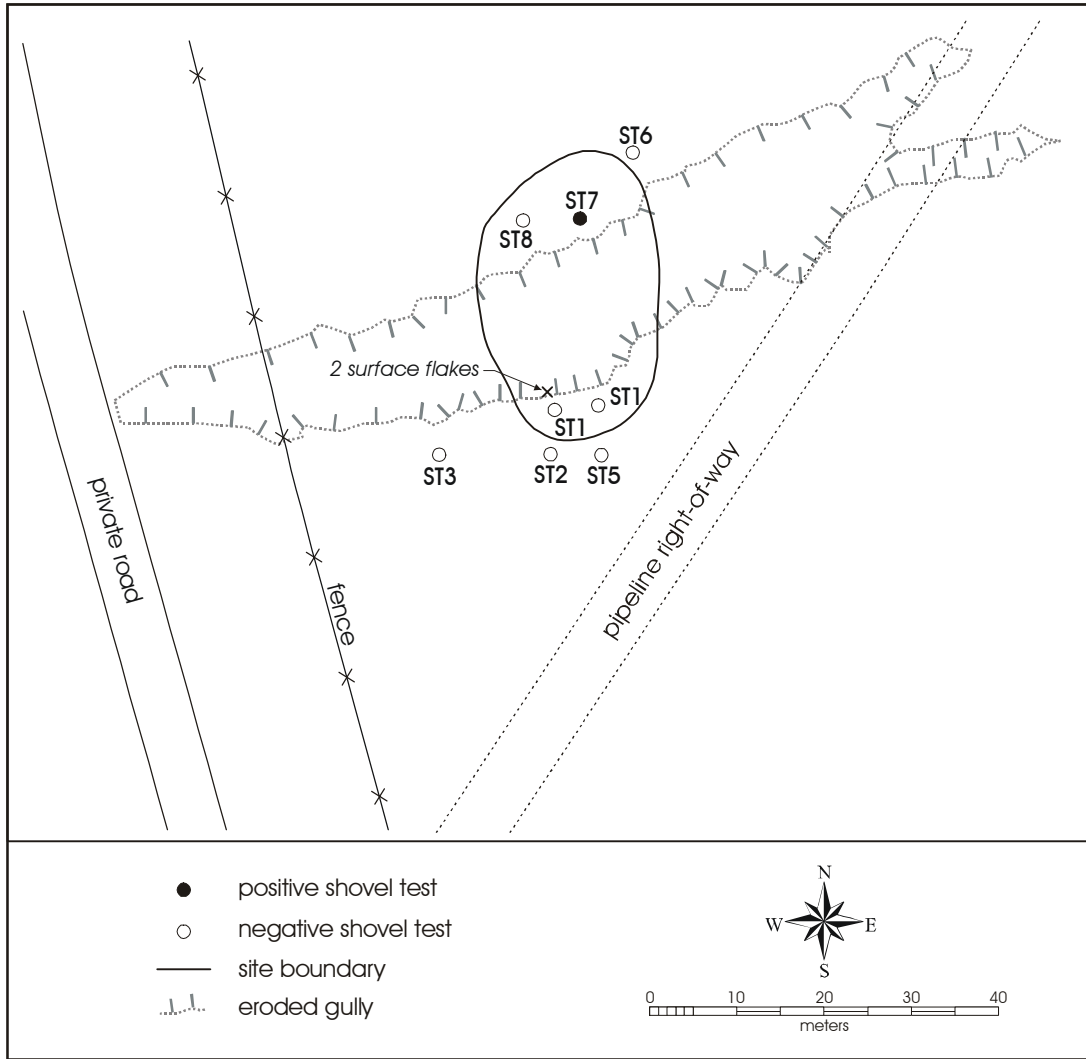 ST6
ST7
ST8
2 surface flakes
ST1
ST1
ST3
ST2
ST5
private road
fence
pipeline right-of-way
positive shovel test
negative shovel test
site boundary
eroded gully
N
W
E
S
0 10 20 30 40
meters